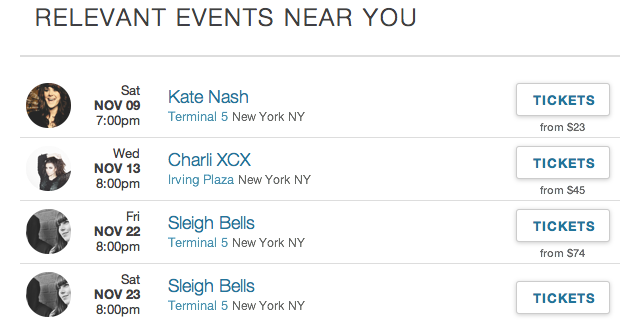 RELEVANT EVENTS NEAR YOU
Sat
NOV 09
7:00pm
Kate Nash
Terminal 5 New York NY
TICKETS
from $23
Wed
NOV 13
8:00pm
Charli XCX
Irving Plaza New York NY
TICKETS
from $45
Fri
NOV 22
8:00pm
Sleigh Bells
Terminal 5 New York NY
TICKETS
from $74
Sat
NOV 23
8:00pm
Sleigh Bells
Terminal 5 New York NY
TICKETS